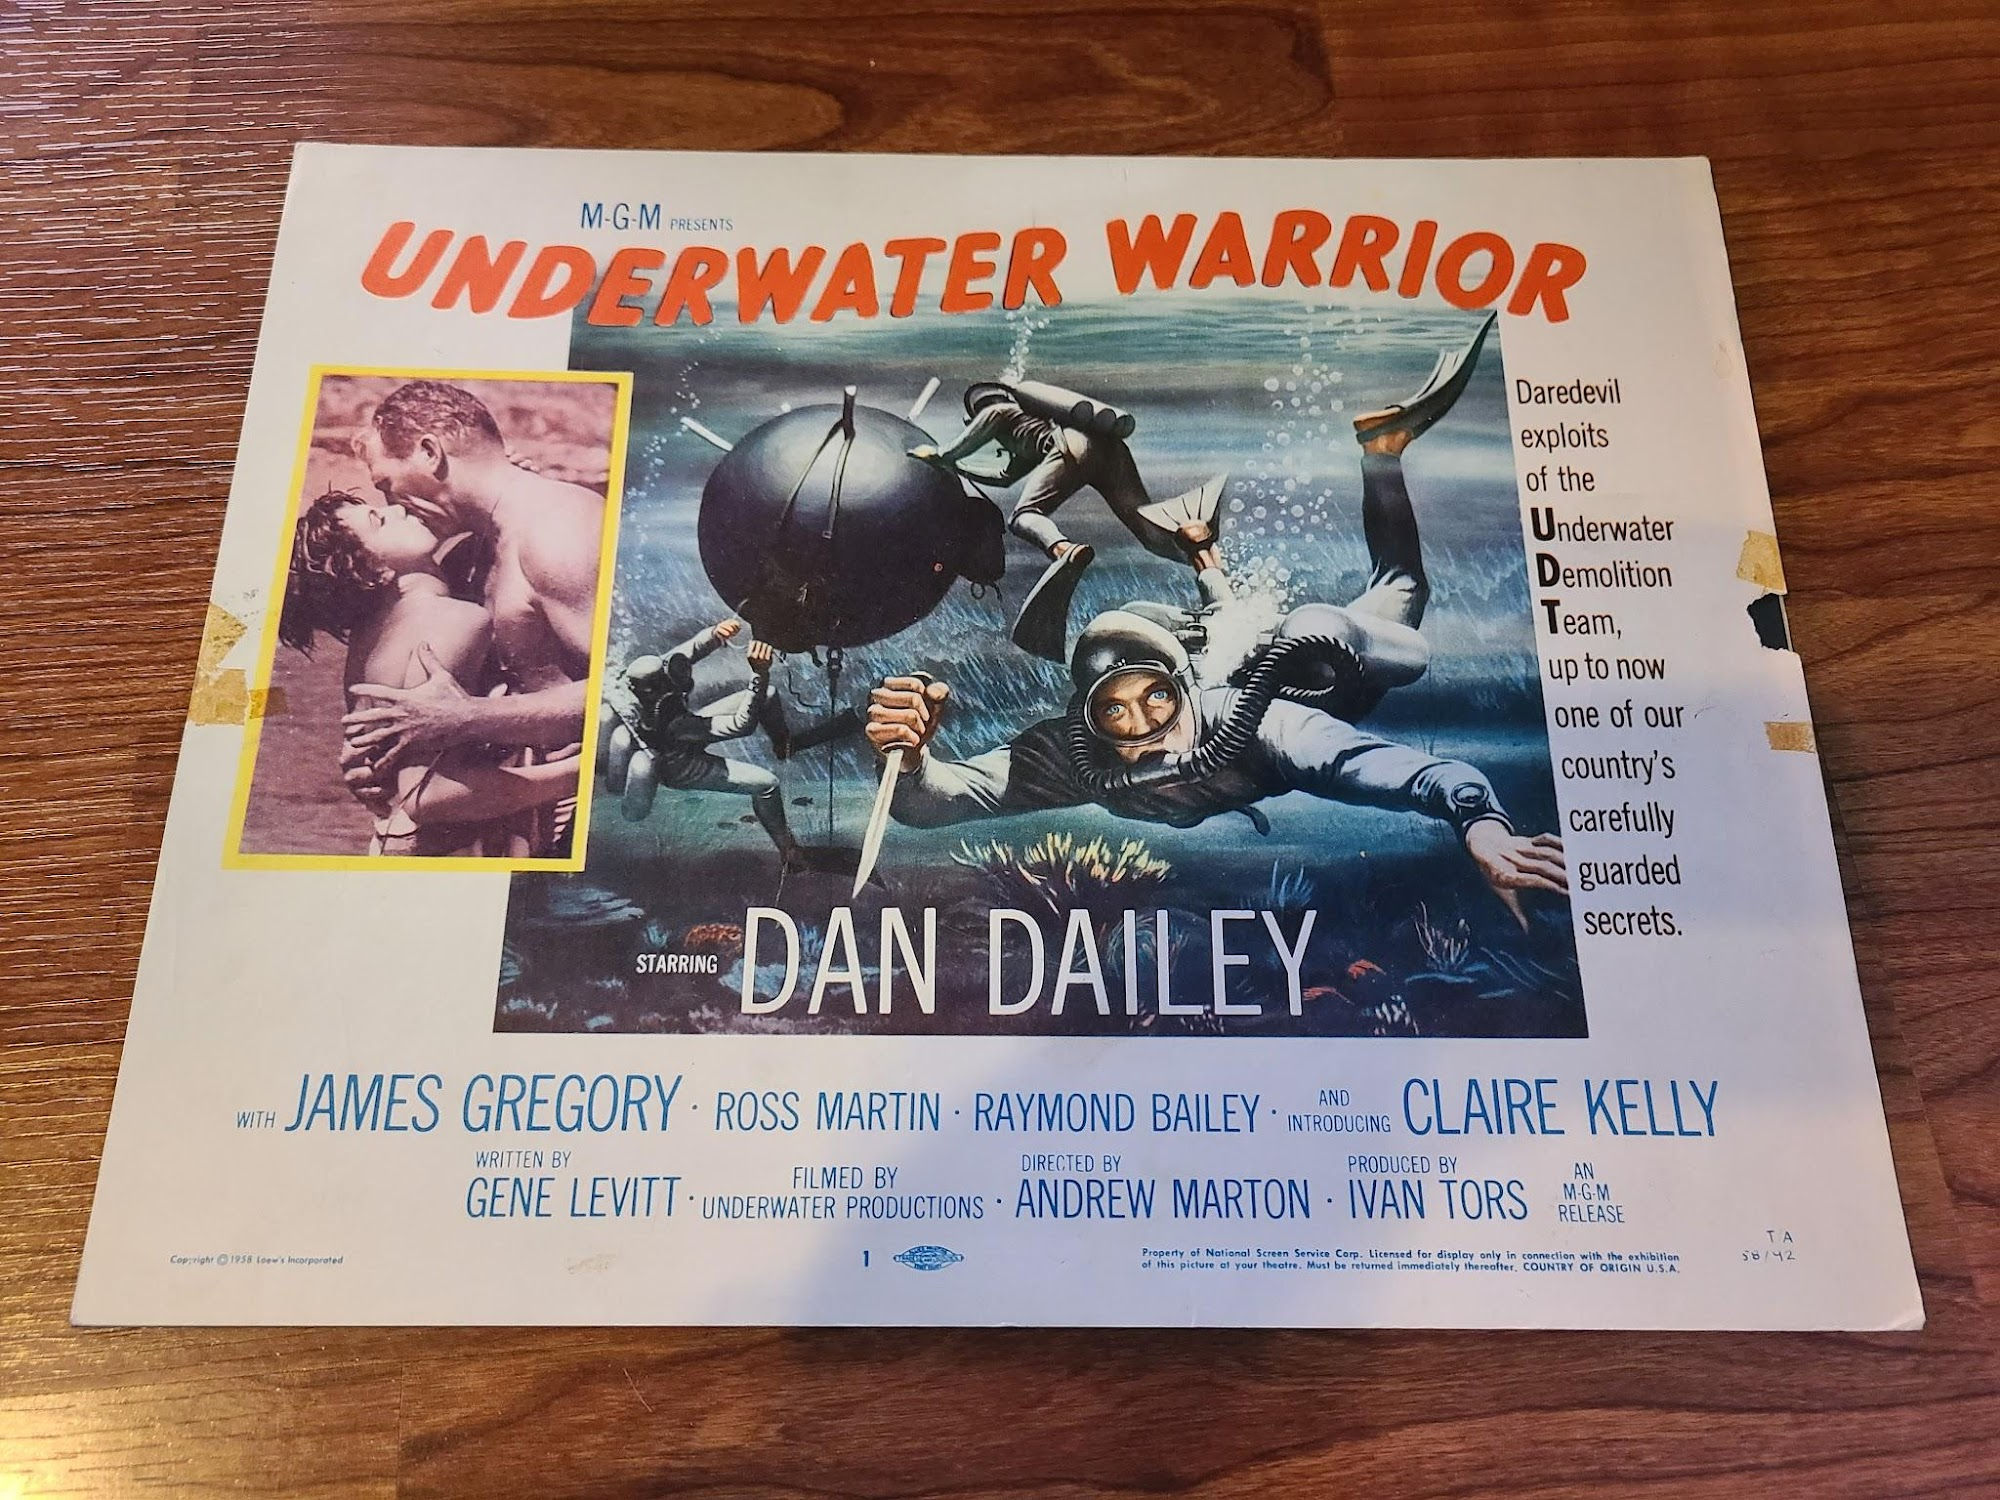 M-G-M PRESENTS
UNDERWATER WARRIOR
Daredevil
exploits
of the
Underwater
Demolition
Team,
up to now
one of our
country's
carefully
guarded
secrets.
STARRING DAN DAILEY
WITH JAMES GREGORY · ROSS MARTIN · RAYMOND BAILEY · AND INTRODUCING CLAIRE KELLY
WRITTEN BY
GENE LEVITT ·
FILMED BY
UNDERWATER PRODUCTIONS ·
DIRECTED BY
ANDREW MARTON ·
PRODUCED BY
IVAN TORS
AN
M-G-M
RELEASE
Copyright © 1958 Loew's Incorporated
1
Property of National Screen Service Corp. Licensed for display only in connection with the exhibition
of this picture at your theatre. Must be returned immediately thereafter. COUNTRY OF ORIGIN U.S.A.
T/A
58/42